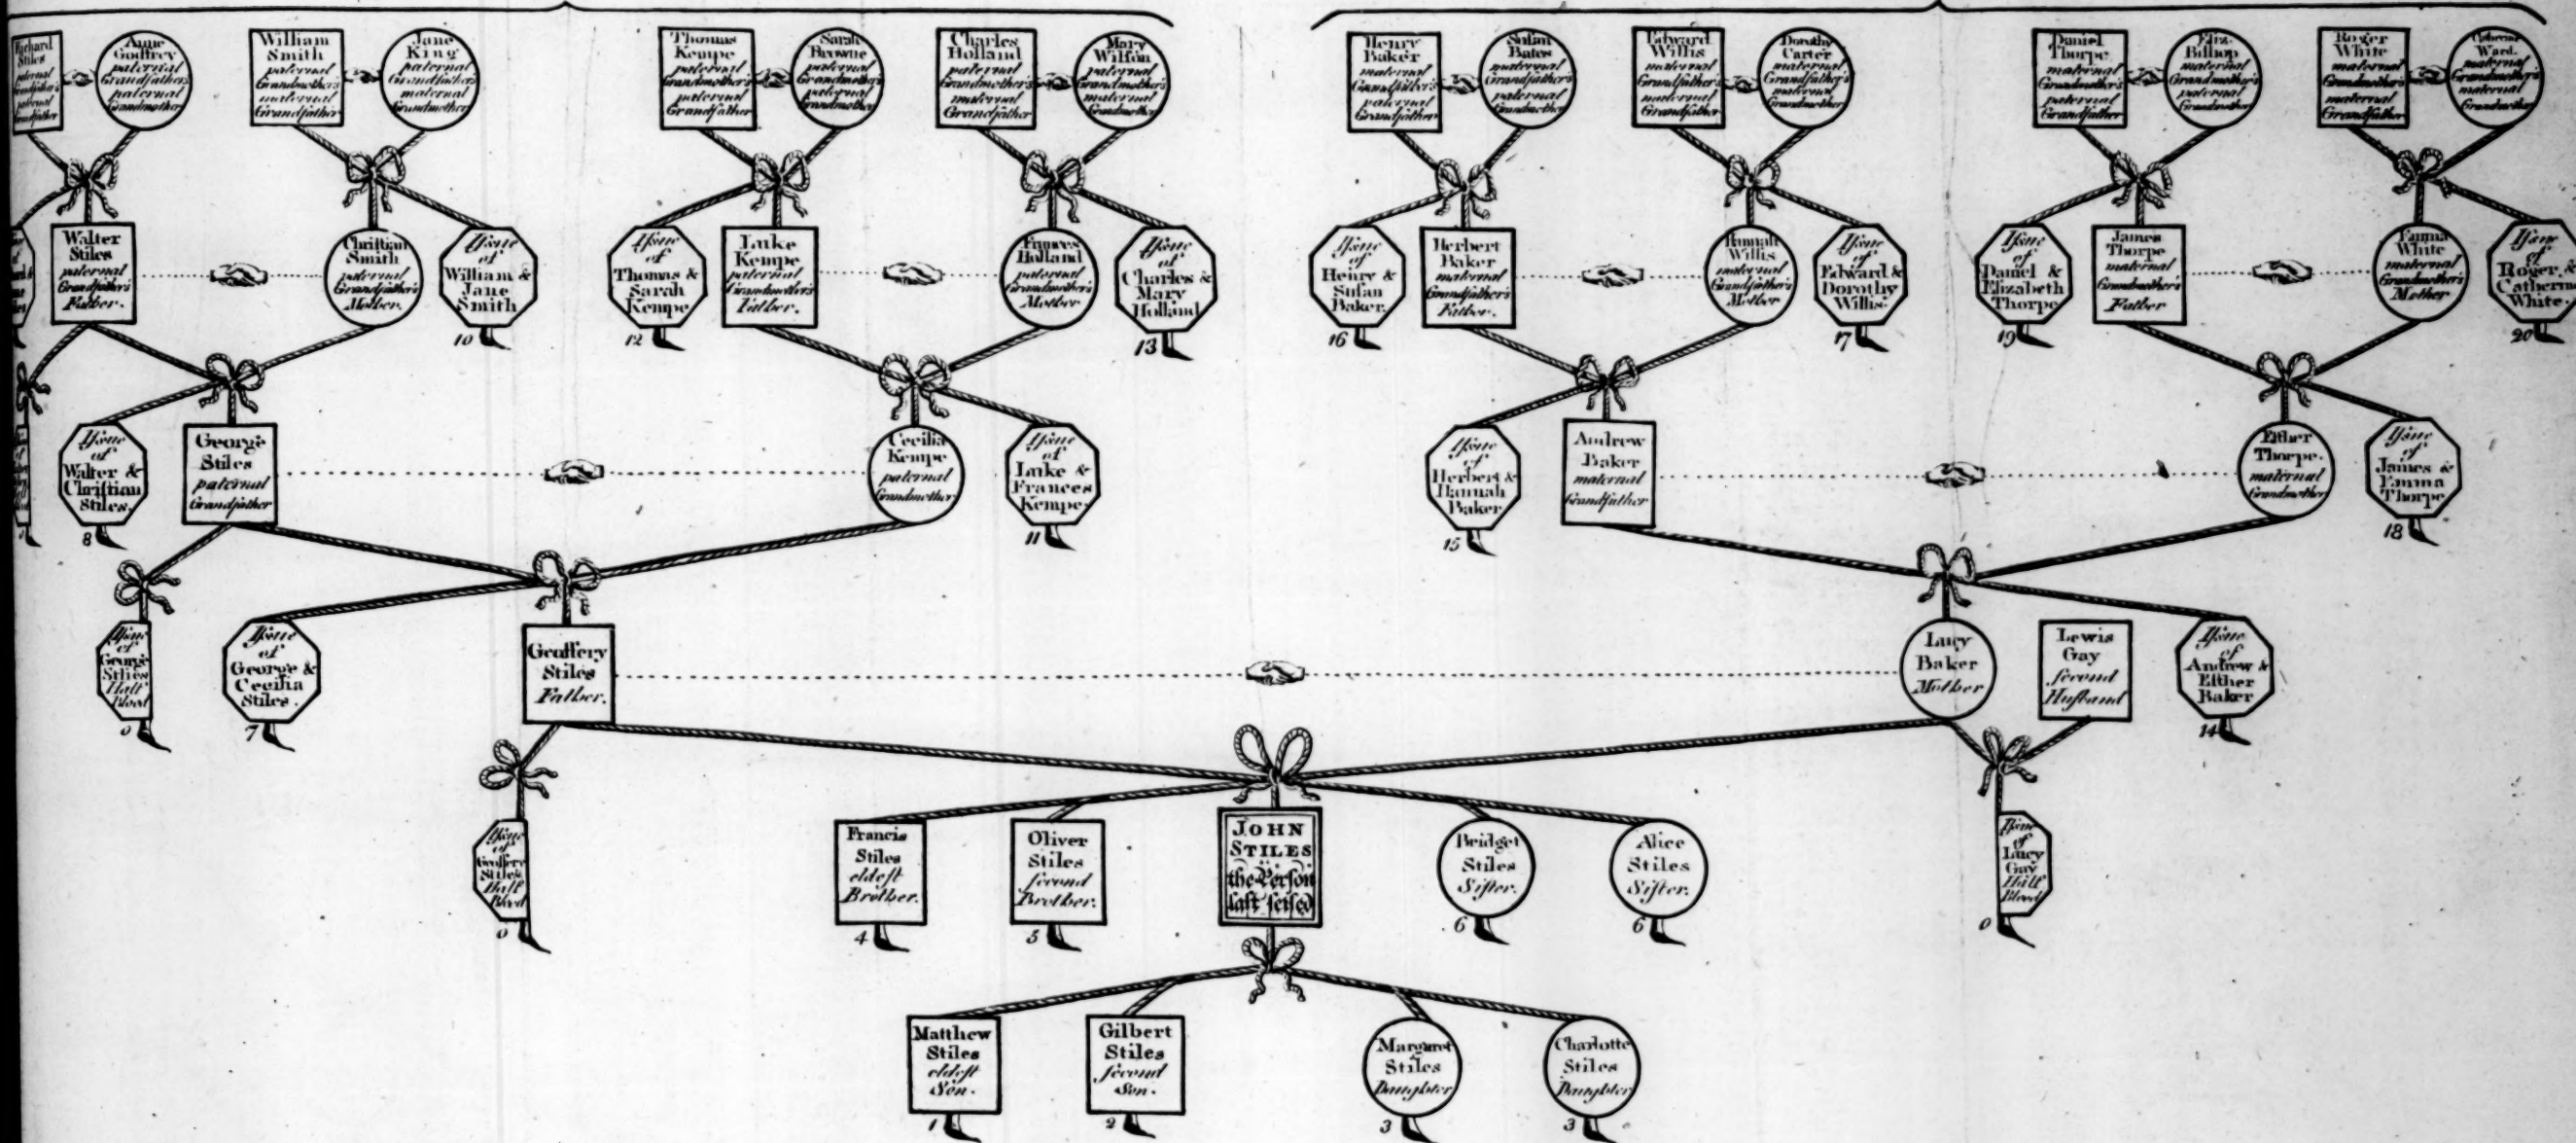 Richard
Stiles
paternal
Grandfather's
paternal
Grandfather
Anne
Godfrey
paternal
Grandfather's
paternal
Grandmother
William
Smith
paternal
Grandfather's
maternal
Grandfather
Jane
King
paternal
Grandfather's
maternal
Grandmother
Thomas
Kempe
paternal
Grandmother's
paternal
Grandfather
Sarah
Browne
paternal
Grandmother's
paternal
Grandmother
Charles
Holland
paternal
Grandmother's
maternal
Grandfather
Mary
Wilson
paternal
Grandmother's
maternal
Grandmother
Henry
Baker
maternal
Grandfather's
paternal
Grandfather
Susan
Bates
maternal
Grandfather's
paternal
Grandmother
Edward
Willis
maternal
Grandfather's
maternal
Grandfather
Dorothy
Carter
maternal
Grandfather's
maternal
Grandmother
Daniel
Thorpe
maternal
Grandmother's
paternal
Grandfather
Eliz.
Bishop
maternal
Grandmother's
paternal
Grandmother
Roger
White
maternal
Grandmother's
maternal
Grandfather
Catherine
Ward.
maternal
Grandmother's
maternal
Grandmother
Walter
Stiles
paternal
Grandfather's
Father.
Christian
Smith
paternal
Grandfather's
Mother.
Iſsue
of
William &
Jane
Smith
10
Iſsue
of
Thomas &
Sarah
Kempe
12
Luke
Kempe
paternal
Grandmother's
Father.
Frances
Holland
paternal
Grandmother's
Mother
Iſsue
of
Charles &
Mary
Holland
13
Iſsue
of
Henry &
Suſan
Baker.
16
Herbert
Baker
maternal
Grandfather's
Father.
Hannah
Willis
maternal
Grandfather's
Mother
Iſsue
of
Edward &
Dorothy
Willis.
17
Iſsue
of
Daniel &
Elizabeth
Thorpe
19
James
Thorpe
maternal
Grandmother's
Father
Emma
White
maternal
Grandmother's
Mother
Iſsue
of
Roger &
Catherine
White.
20
Iſsue
of
Walter &
Chriſtian
Stiles.
8
George
Stiles
paternal
Grandfather
Cecilia
Kempe
paternal
Grandmother
Iſsue
of
Luke &
Frances
Kempe.
11
Iſsue
of
Herbert &
Hannah
Baker
15
Andrew
Baker
maternal
Grandfather
Eſther
Thorpe.
maternal
Grandmother
Iſsue
of
James &
Emma
Thorpe
18
Iſsue
of
George
Stiles
Half
Blood
0
Iſsue
of
George &
Cecilia
Stiles.
7
Geoffery
Stiles
Father.
Lucy
Baker
Mother
Lewis
Gay
ſecond
Huſband
Iſsue
of
Andrew &
Eſther
Baker
14
Iſsue
of
Geoffery
Stiles
Half
Blood
0
Francis
Stiles
eldeſt
Brother.
4
Oliver
Stiles
ſecond
Brother.
5
JOHN
STILES
the Perſon
laſt ſeiſed
Bridget
Stiles
Siſter.
6
Alice
Stiles
Siſter.
6
Iſsue
of
Lucy
Gay
Half
Blood
0
Matthew
Stiles
eldeſt
Son.
1
Gilbert
Stiles
ſecond
Son.
2
Margaret
Stiles
Daughter
3
Charlotte
Stiles
Daughter
3